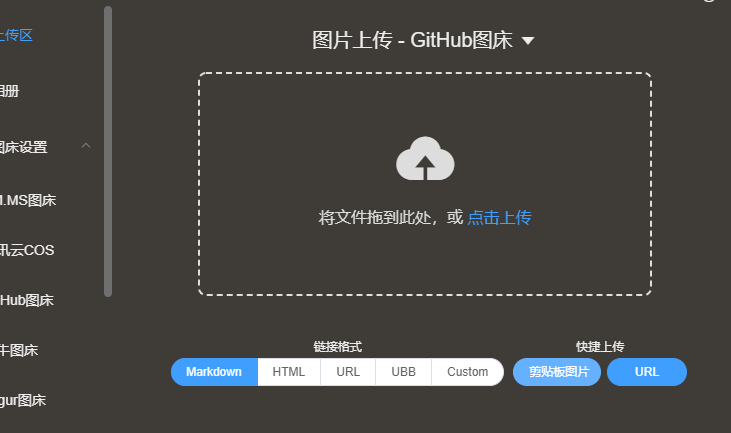 上传区
图片上传 - GitHub图床
相册
图床设置
将文件拖到此处，或 点击上传
.MS图床
讯云COS
Hub图床
牛图床
gur图床
链接格式
快捷上传
Markdown HTML URL UBB Custom
剪贴板图片 URL